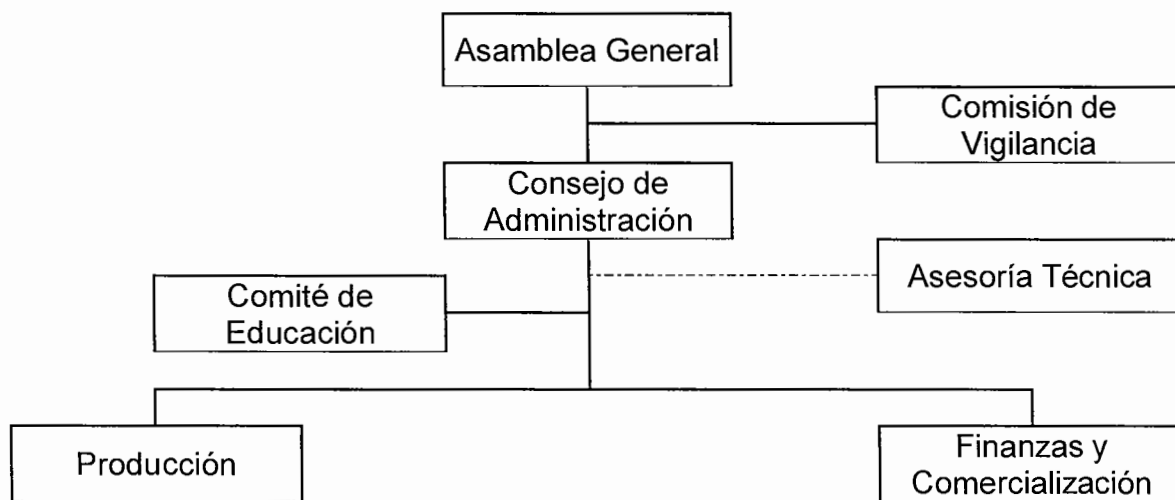 Asamblea General
Comisión de
Vigilancia
Consejo de
Administración
Asesoría Técnica
Comité de
Educación
Producción
Finanzas y
Comercialización